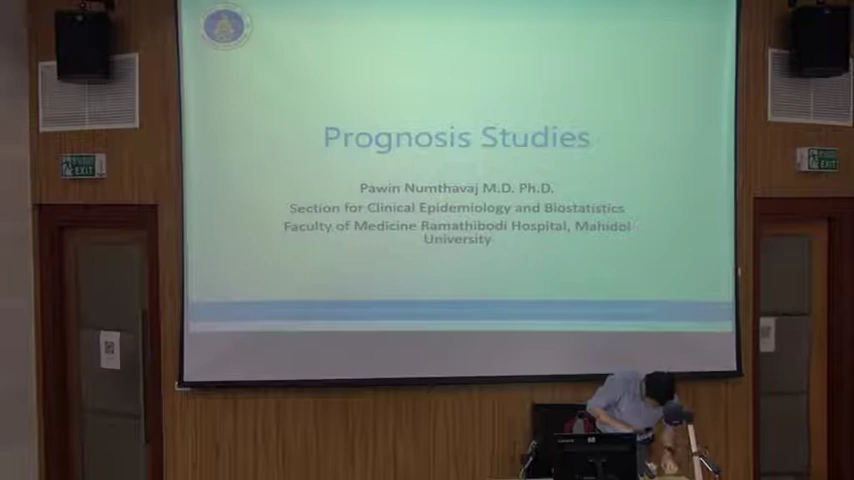 Prognosis Studies
Pawin Numthavaj M.D. Ph.D.
Section for Clinical Epidemiology and Biostatistics
Faculty of Medicine Ramathibodi Hospital, Mahidol
University
EXIT
EXIT